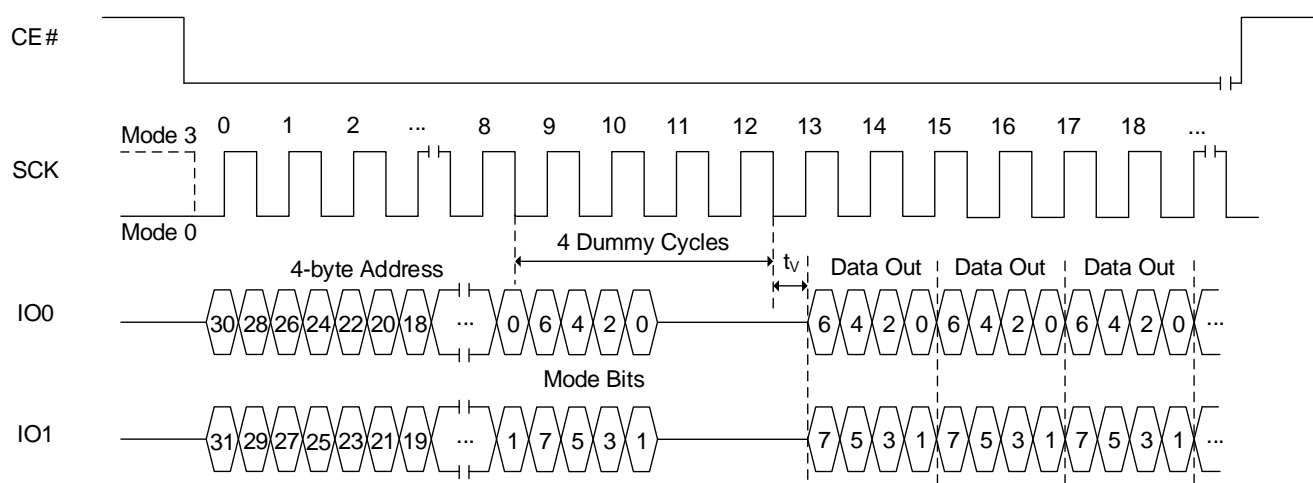 CE#
0 1 2 ... 8 9 10 11 12 13 14 15 16 17 18 ...
Mode 3
SCK
Mode 0
4 Dummy Cycles
4-byte Address tV Data Out Data Out Data Out
IO0 30 28 26 24 22 20 18 ... 0 6 4 2 0 6 4 2 0 6 4 2 0 6 4 2 0 ...
Mode Bits
IO1 31 29 27 25 23 21 19 ... 1 7 5 3 1 7 5 3 1 7 5 3 1 7 5 3 1 ...